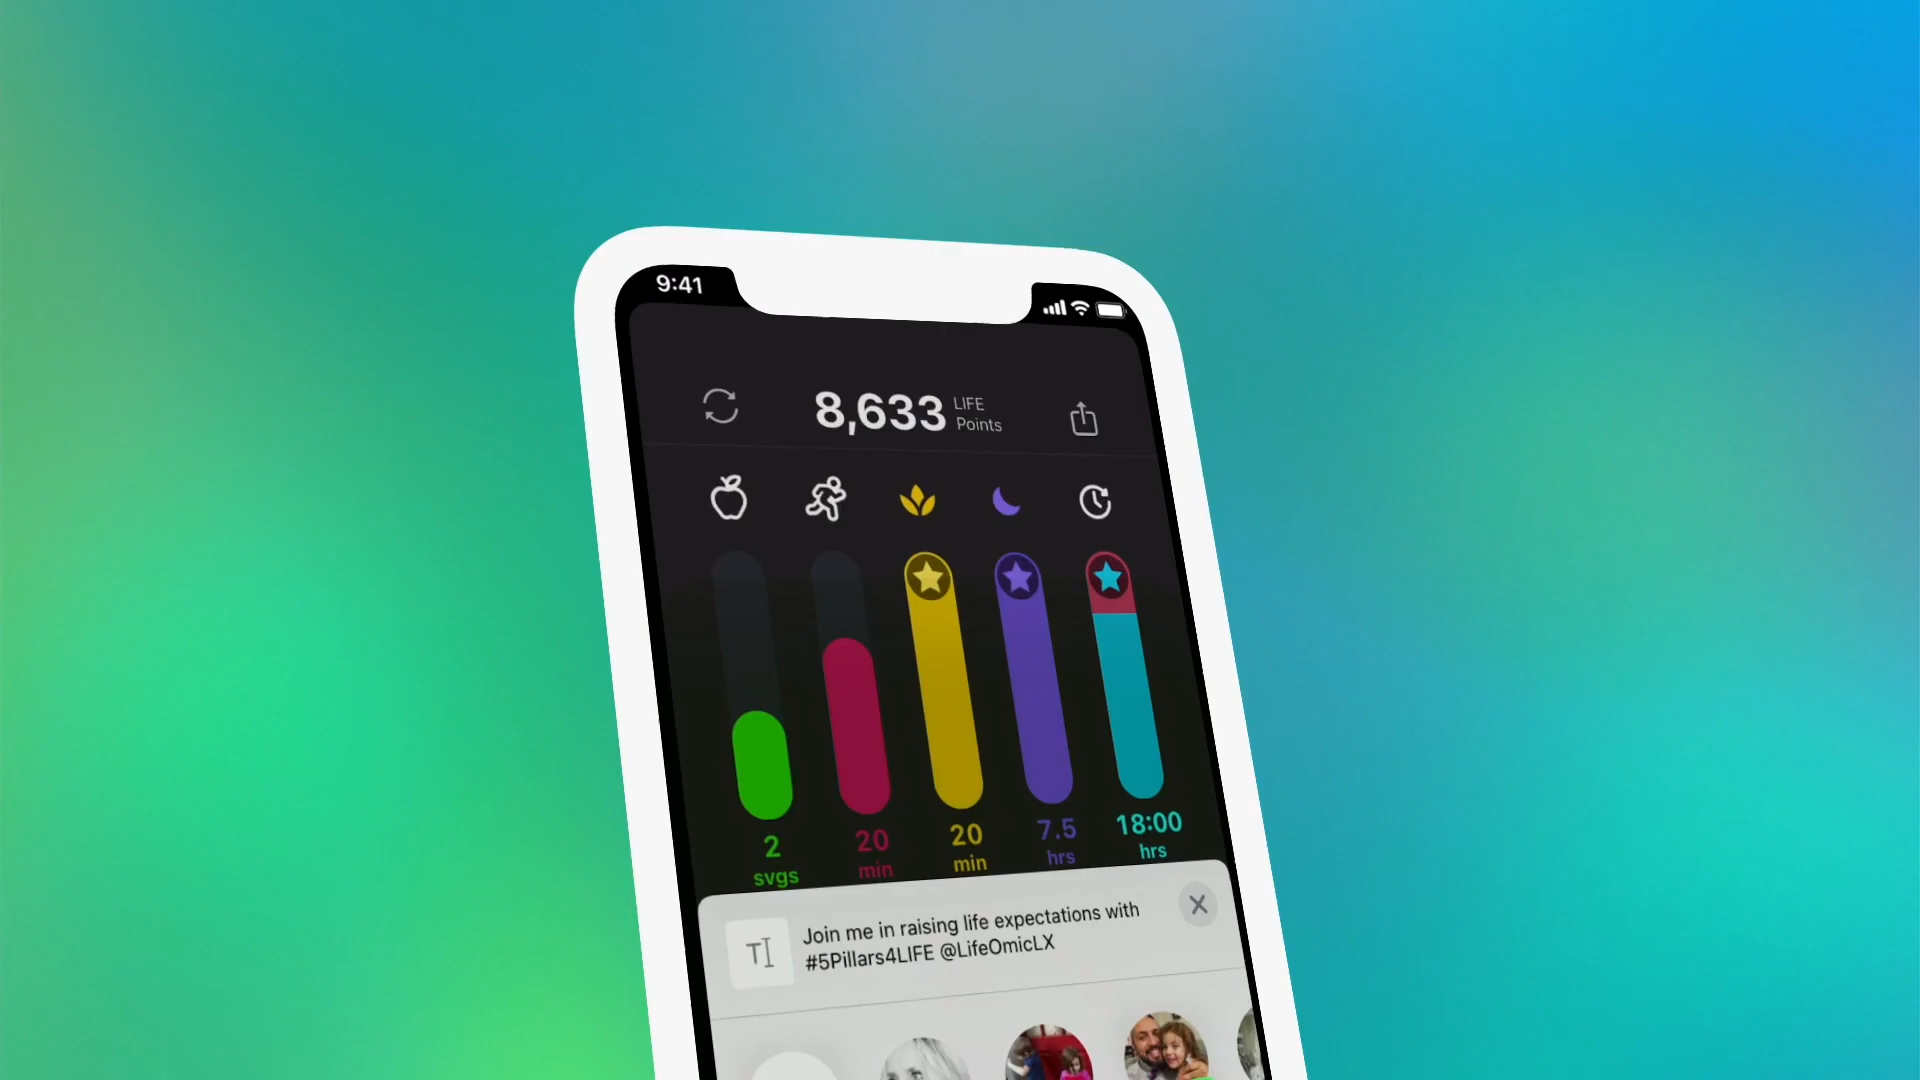 9:41
8,633 LIFE
Points
2
svgs
20
min
20
min
7.5
hrs
18:00
hrs
TI
Join me in raising life expectations with
#5Pillars4LIFE @LifeOmicLX